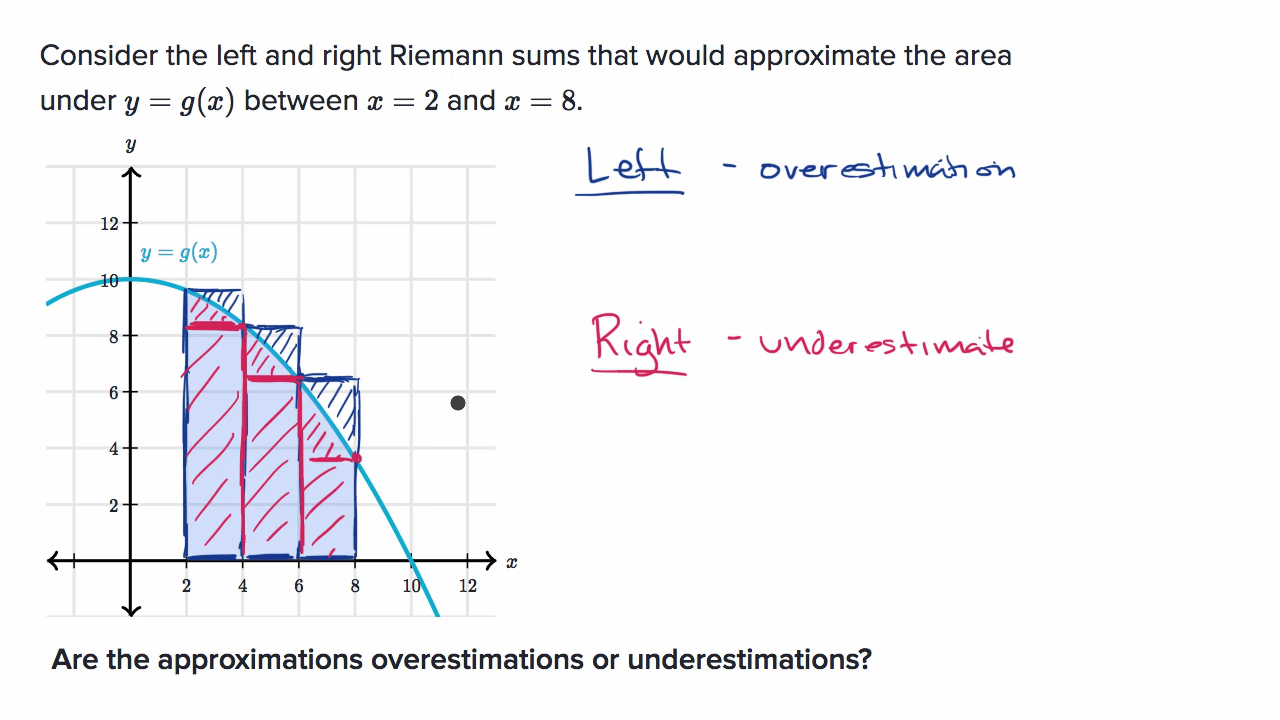 Consider the left and right Riemann sums that would approximate the area
under y = g(x) between x = 2 and x = 8.
y
Left - overestimation
12
y = g(x)
10
8
Right - underestimate
6
4
2
x
2 4 6 8 10 12
Are the approximations overestimations or underestimations?